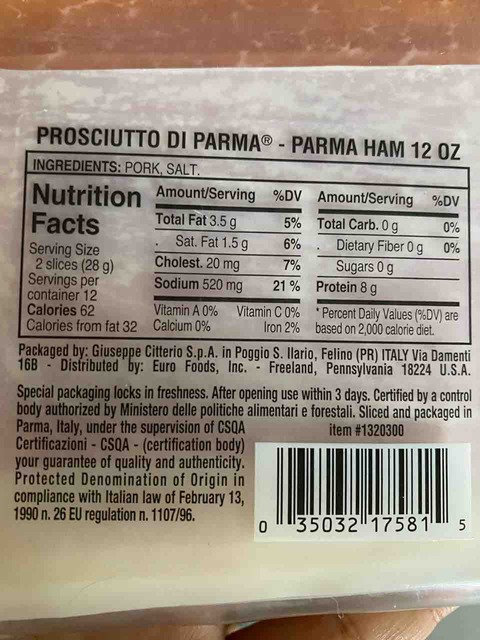 PROSCIUTTO DI PARMA® - PARMA HAM 12 OZ
INGREDIENTS: PORK, SALT.
Nutrition
Facts
Serving Size
2 slices (28 g)
Servings per
container 12
Calories 62
Calories from fat 32
Amount/Serving %DV
Total Fat 3.5 g 5%
Sat. Fat 1.5 g 6%
Cholest. 20 mg 7%
Sodium 520 mg 21 %
Amount/Serving %DV
Total Carb. 0 g 0%
Dietary Fiber 0 g 0%
Sugars 0 g
Protein 8 g
Vitamin A 0% Vitamin C 0%
Calcium 0% Iron 2%
* Percent Daily Values (%DV) are
based on 2,000 calorie diet.
Packaged by: Giuseppe Citterio S.p.A. in Poggio S. Ilario, Felino (PR) ITALY Via Damenti
16B - Distributed by: Euro Foods, Inc. - Freeland, Pennsylvania 18224 U.S.A.
Special packaging locks in freshness. After opening use within 3 days. Certified by a control
body authorized by Ministero delle politiche alimentari e forestali. Sliced and packaged in
Parma, Italy, under the supervision of CSQA
Certificazioni - CSQA - (certification body)
your guarantee of quality and authenticity.
Protected Denomination of Origin in
compliance with Italian law of February 13,
1990 n. 26 EU regulation n. 1107/96.
item #1320300
0 35032 17581 5